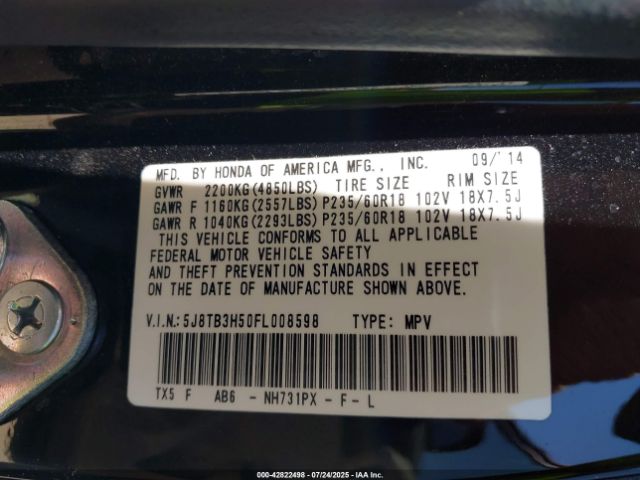 MFD. BY HONDA OF AMERICA MFG., INC. 09/'14
GVWR 2200KG(4850LBS) TIRE SIZE RIM SIZE
GAWR F 1160KG(2557LBS) P235/60R18 102V 18X7.5J
GAWR R 1040KG(2293LBS) P235/60R18 102V 18X7.5J
THIS VEHICLE CONFORMS TO ALL APPLICABLE
FEDERAL MOTOR VEHICLE SAFETY
AND THEFT PREVENTION STANDARDS IN EFFECT
ON THE DATE OF MANUFACTURE SHOWN ABOVE.
V.I.N.:5J8TB3H50FL008598 TYPE: MPV
TX5 F AB6 - NH731PX - F - L
000-42822498 - 07/24/2025 - IAAI.COM